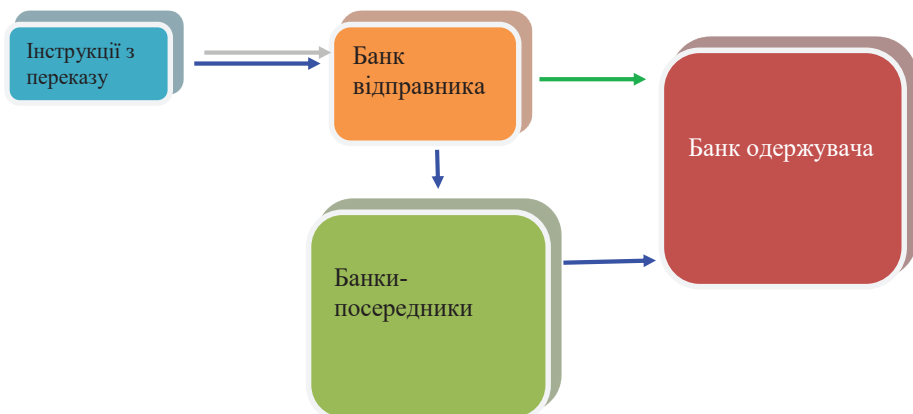 Інструкції з
переказу
Банк
відправника
Банк одержувача
Банки-
посередники